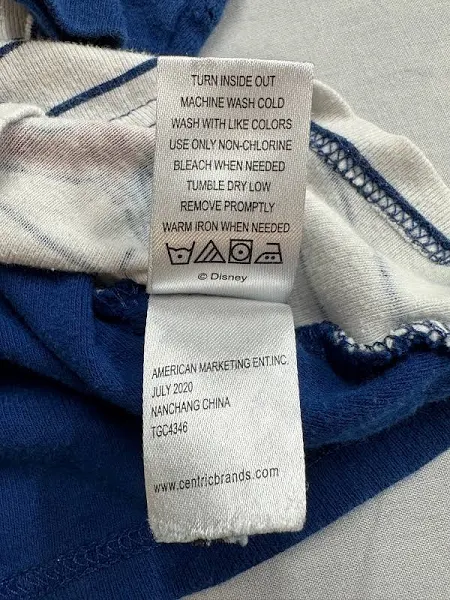 TURN INSIDE OUT
MACHINE WASH COLD
WASH WITH LIKE COLORS
USE ONLY NON-CHLORINE
BLEACH WHEN NEEDED
TUMBLE DRY LOW
REMOVE PROMPTLY
WARM IRON WHEN NEEDED
© Disney
AMERICAN MARKETING ENT.INC.
JULY 2020
NANCHANG CHINA
TGC4346
www.centricbrands.com